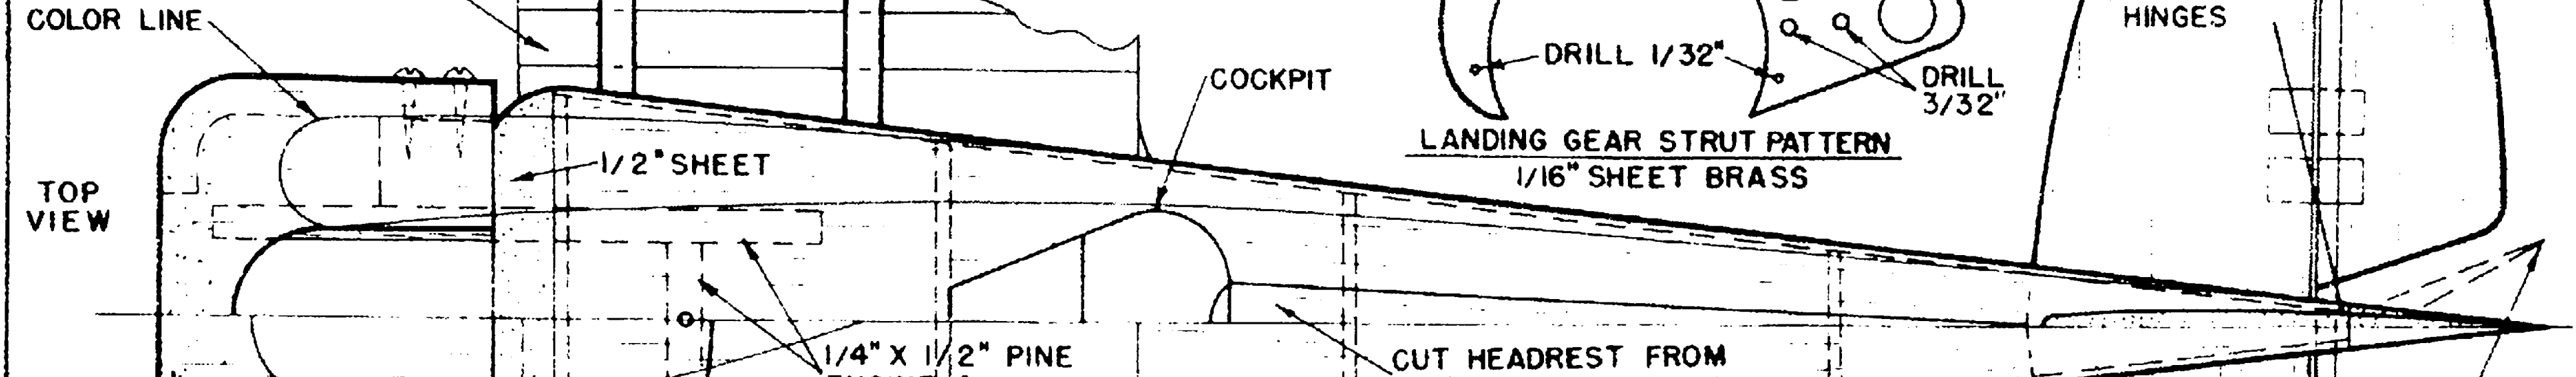 COLOR LINE
HINGES
DRILL 1/32"
COCKPIT
DRILL
3/32"
LANDING GEAR STRUT PATTERN
1/16" SHEET BRASS
1/2" SHEET
TOP
VIEW
1/4" X 1/2" PINE
CUT HEADREST FROM